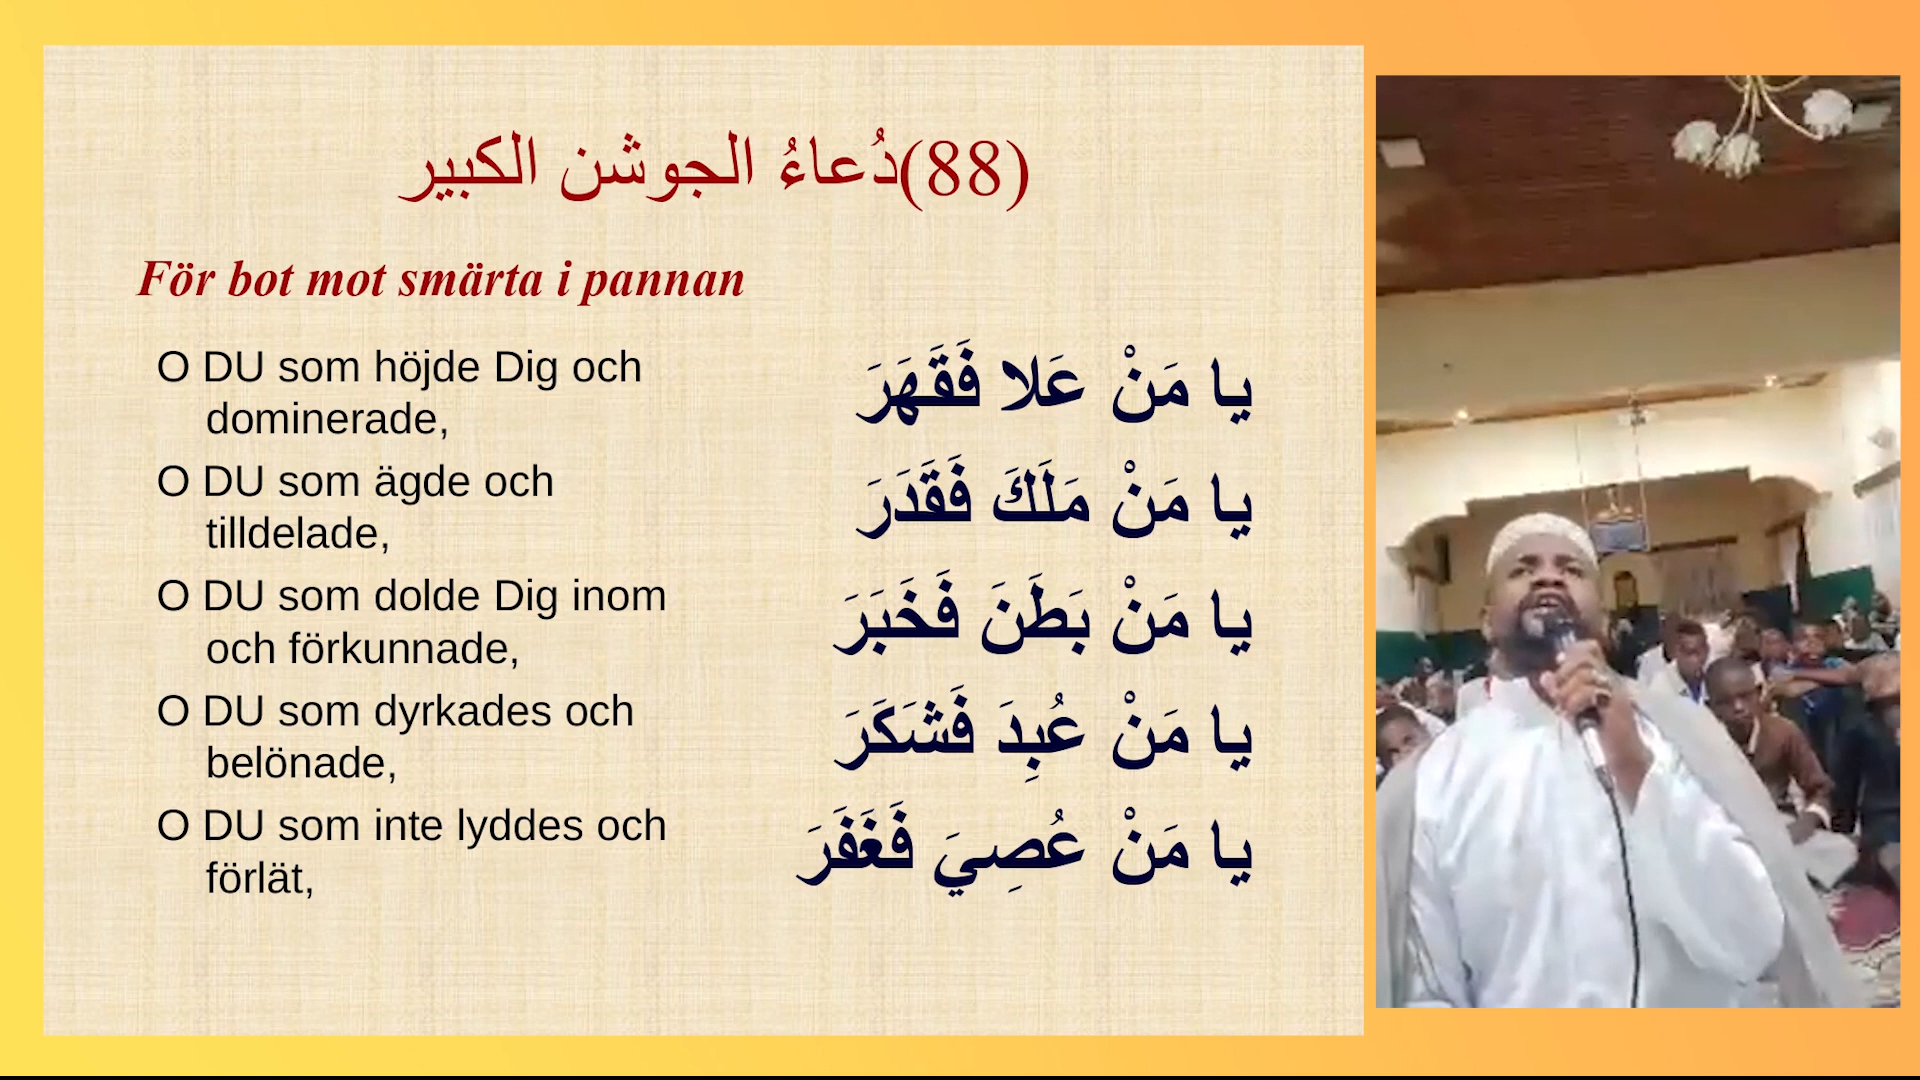 (88)دُعاءُ الجوشن الكبير
För bot mot smärta i pannan
O DU som höjde Dig och
dominerade,
O DU som ägde och
tilldelade,
O DU som dolde Dig inom
och förkunnade,
O DU som dyrkades och
belönade,
O DU som inte lyddes och
förlät,
يا مَنْ عَلا فَقَهَرَ
يا مَنْ مَلَكَ فَقَدَرَ
يا مَنْ بَطَنَ فَخَبَرَ
يا مَنْ عُبِدَ فَشَكَرَ
يا مَنْ عُصِيَ فَغَفَرَ